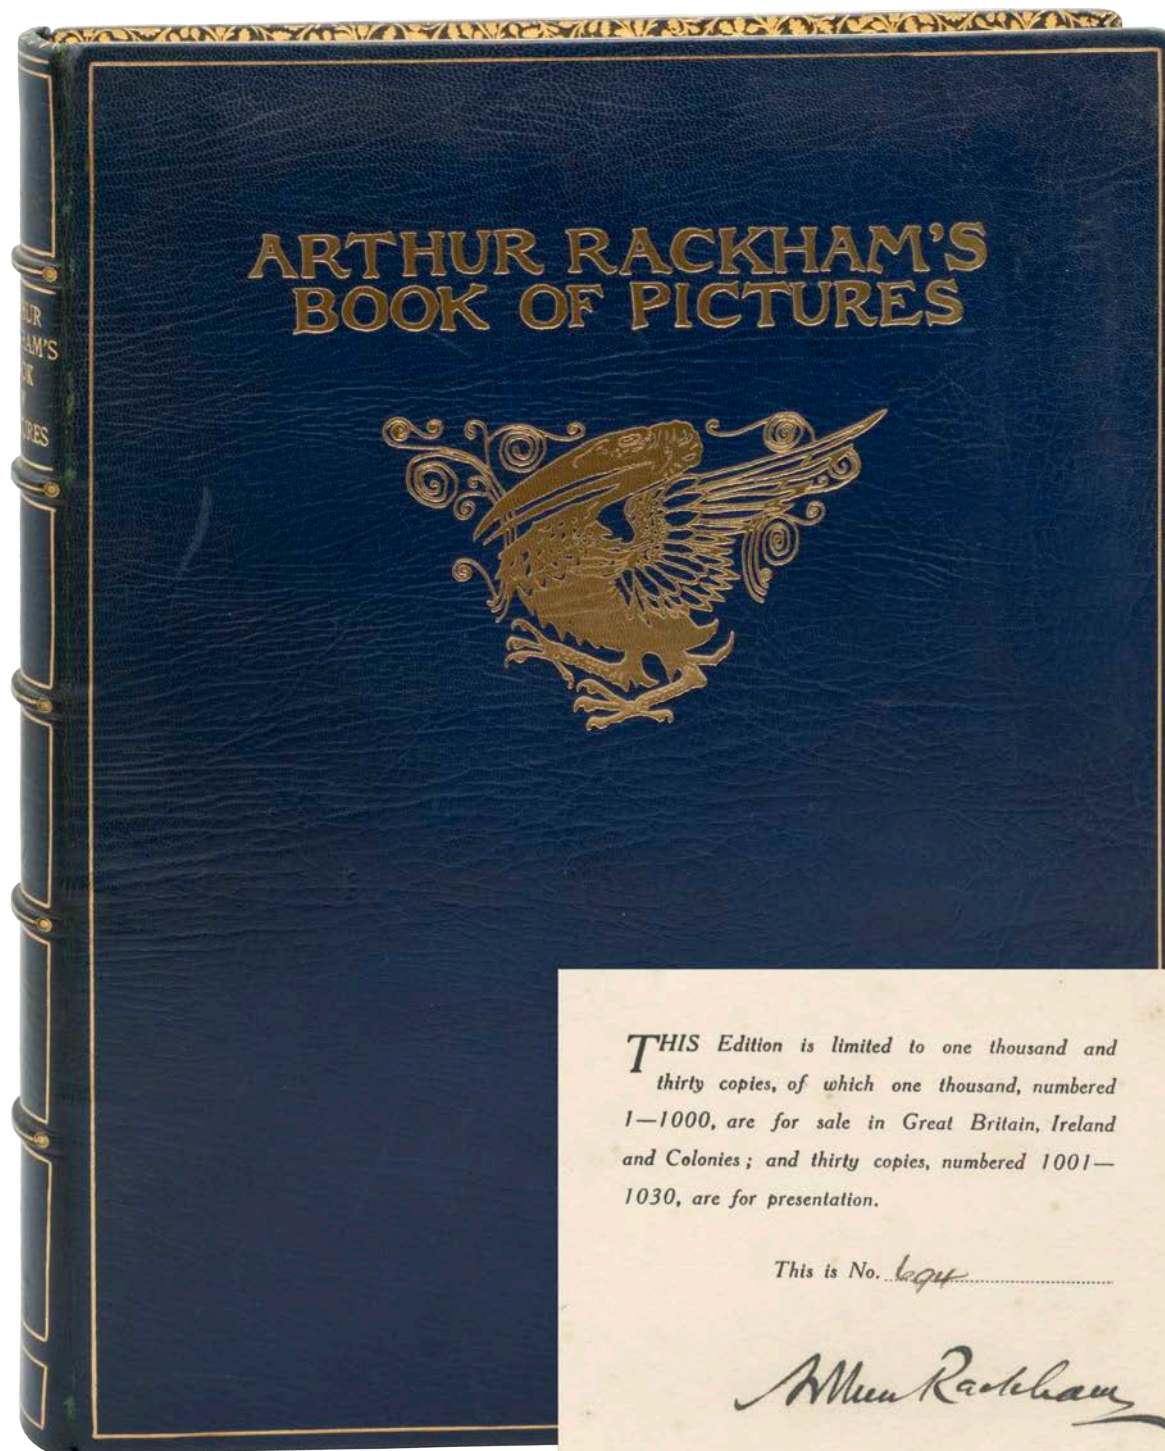 ARTHUR RACKHAM'S
BOOK OF PICTURES
THIS Edition is limited to one thousand and
thirty copies, of which one thousand, numbered
1—1000, are for sale in Great Britain, Ireland
and Colonies; and thirty copies, numbered 1001—
1030, are for presentation.
This is No. 694
Arthur Rackham